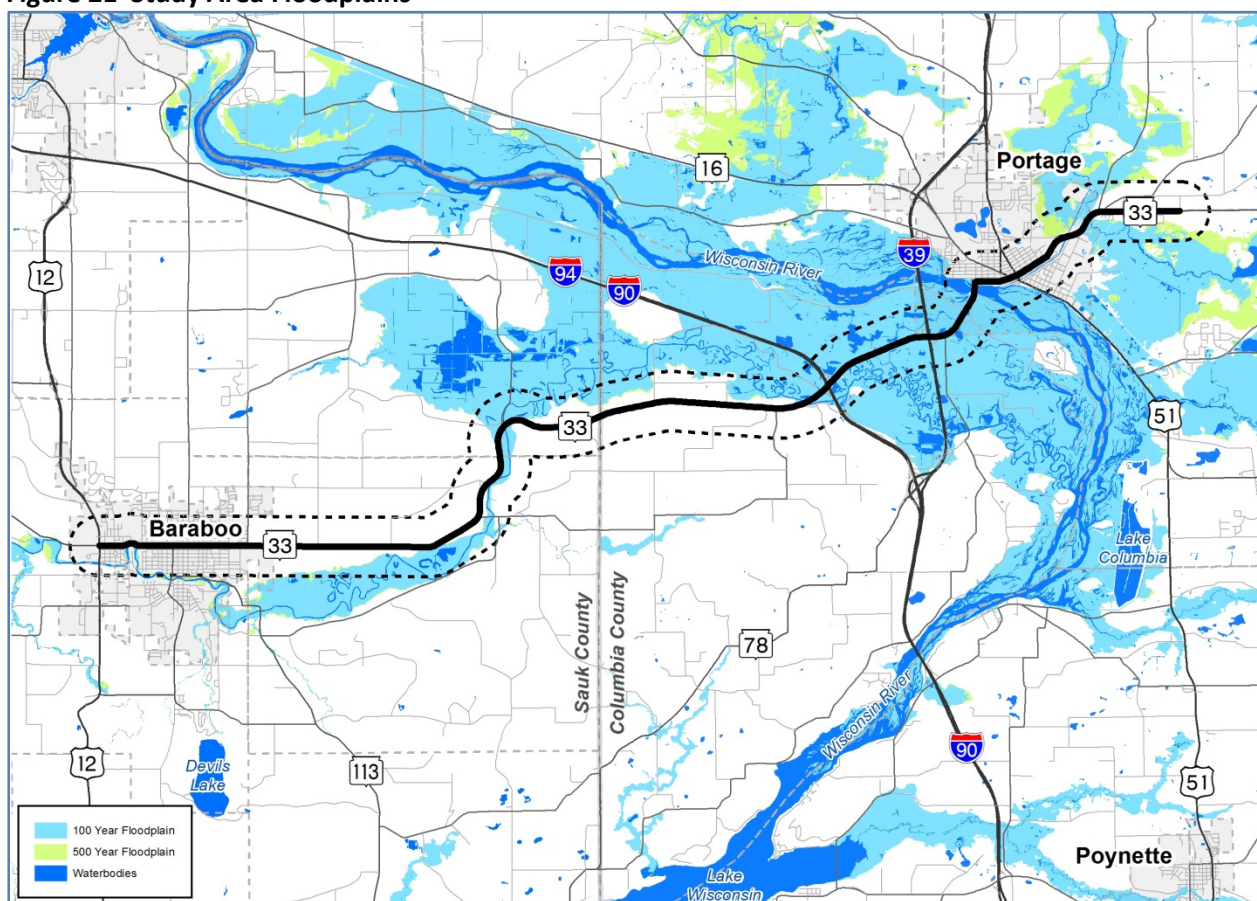 Figure 21 Study Area Floodplains
Portage
16
33
12
39
Wisconsin River
94
90
51
33
Baraboo
33
Lake
Columbia
Sauk County
Columbia County
78
Wisconsin River
12
Devils
Lake
113
90
51
100 Year Floodplain
500 Year Floodplain
Waterbodies
Poynette
Lake
Wisconsin